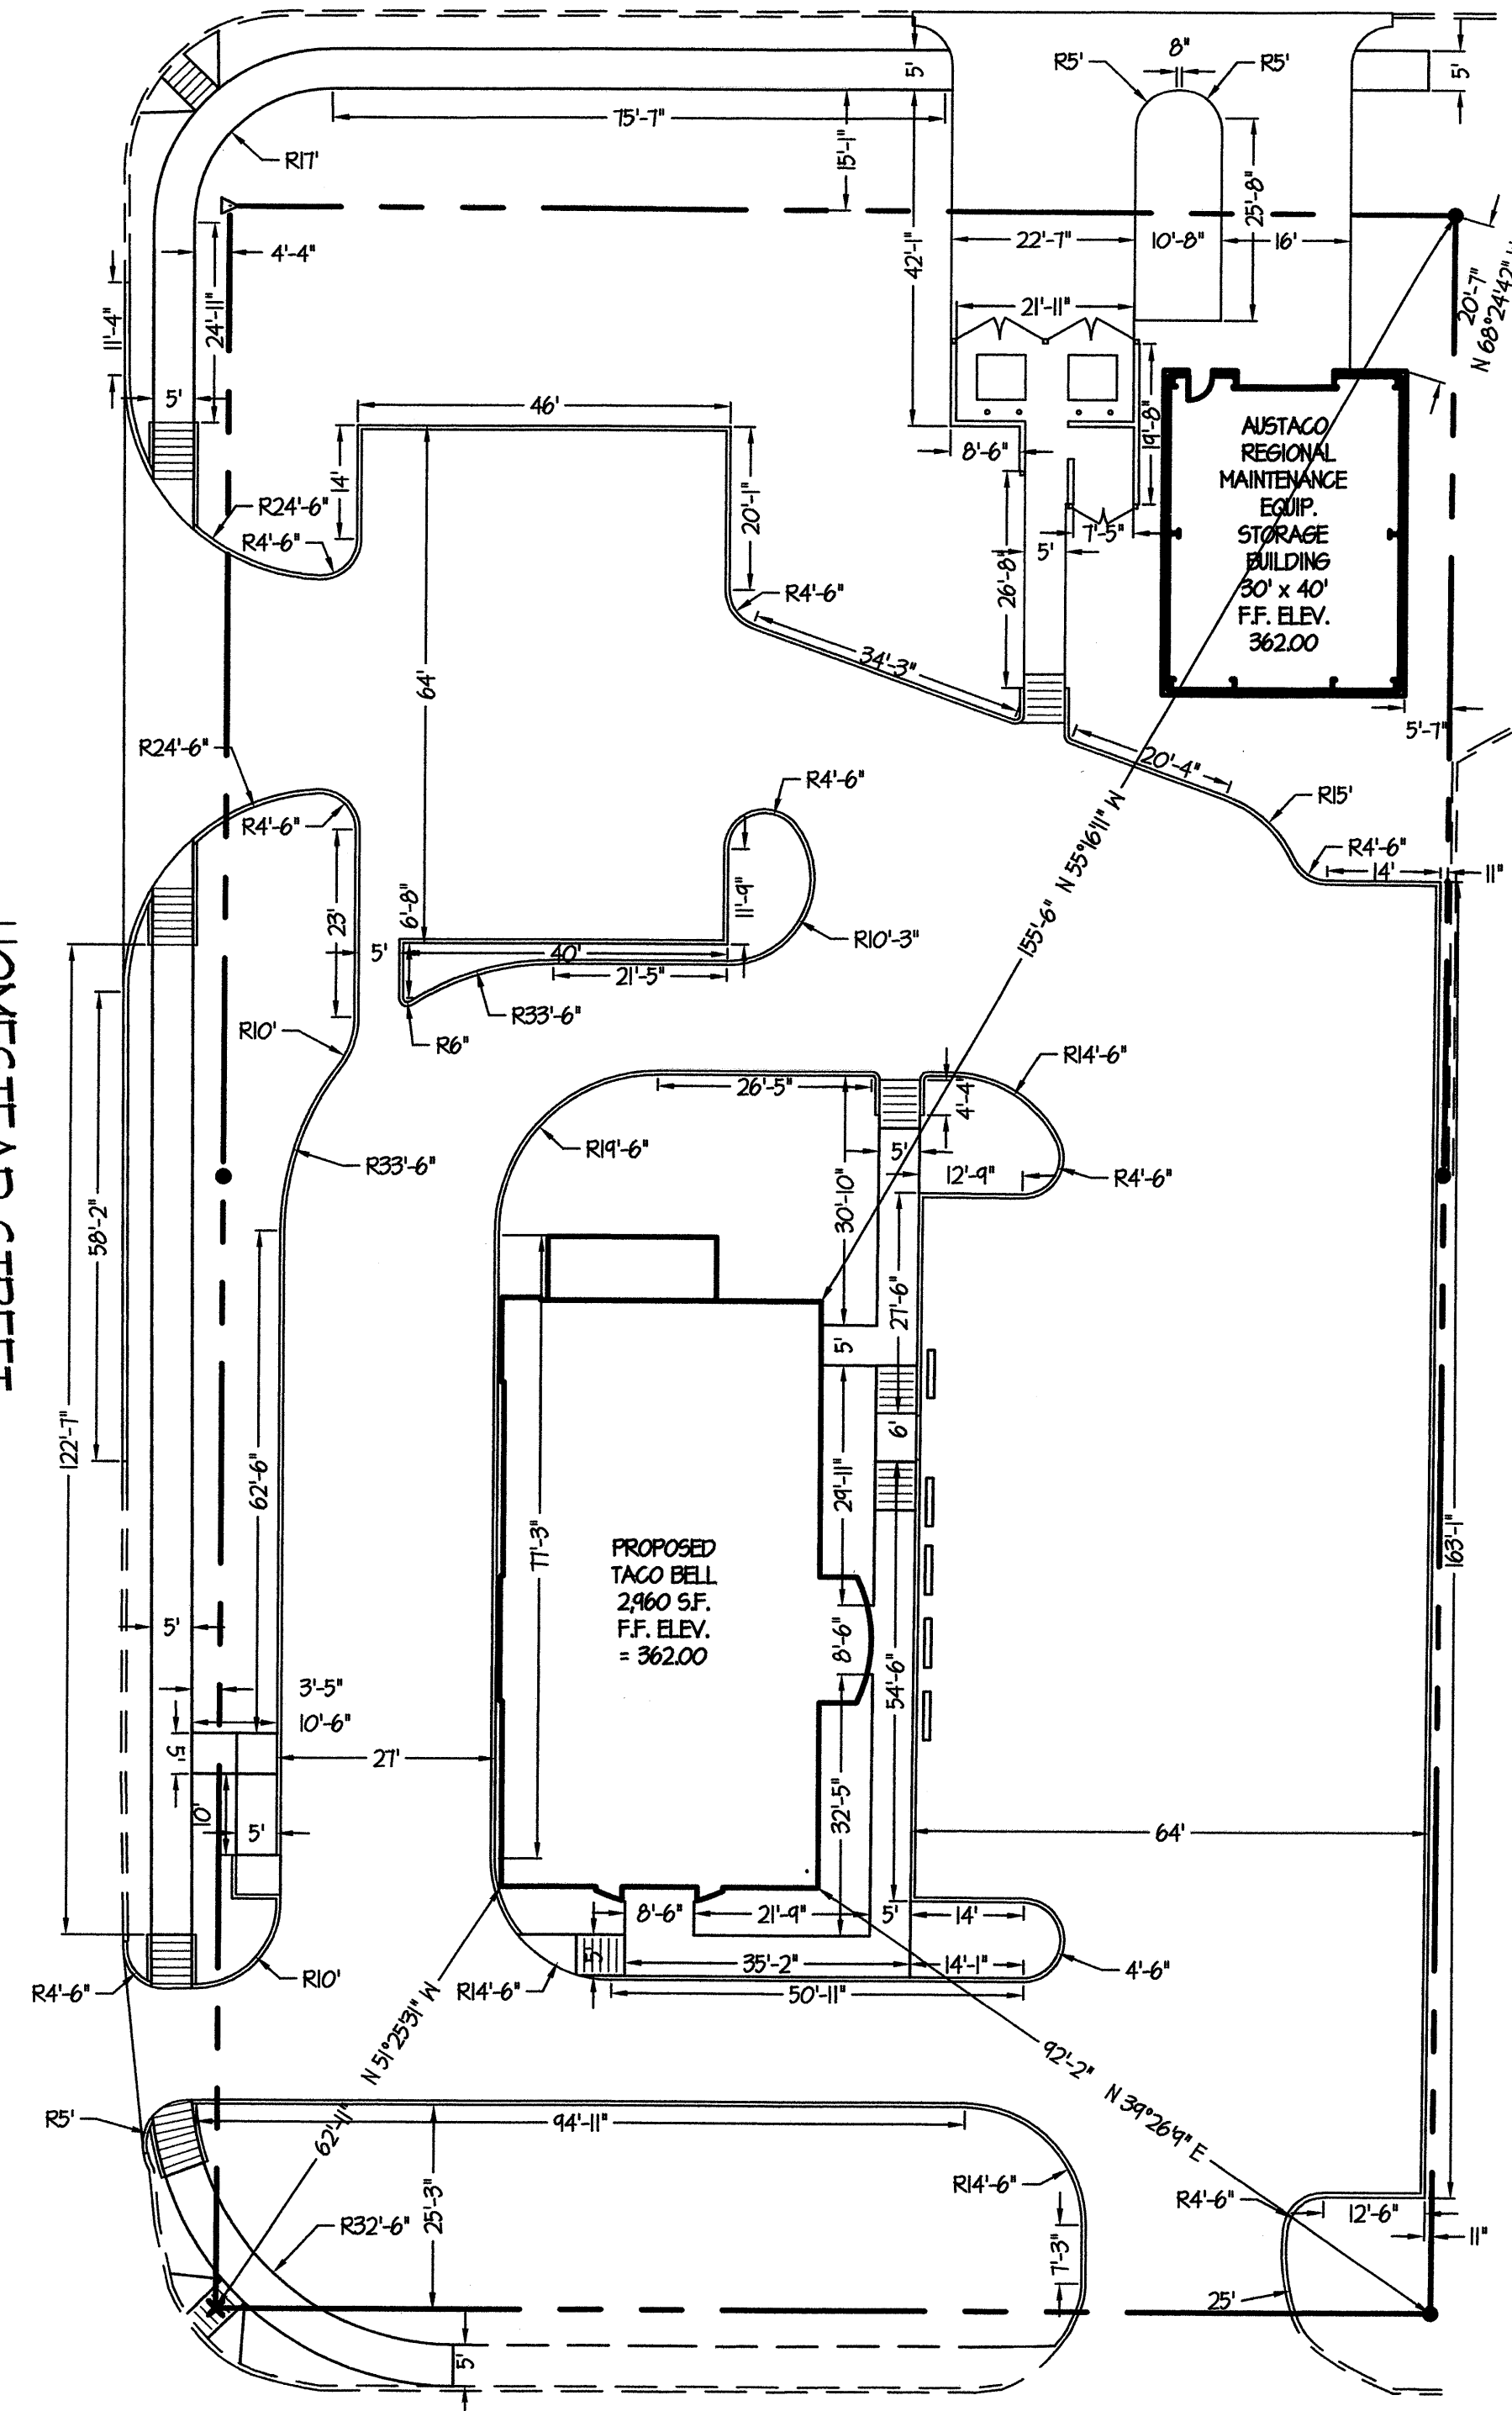 8"
R5'
R5'
5'
5'
75'-7"
15'-1"
R17'
25'-8"
4'-4"
42'-1"
22'-7"
10'-8"
16'
20'-7"
11'-4"
24'-11"
21'-11"
5'
46'
19'-8"
8'-6"
AUSTACO
REGIONAL
MAINTENANCE
EQUIP.
STORAGE
BUILDING
30' x 40'
F.F. ELEV.
362.00
14'
R24'-6"
R4'-6"
20'-1"
5'
7'-5"
26'-8"
R4'-6"
34'-3"
64'
5'-7"
R24'-6"
20'-4"
R4'-6"
R15'
R4'-6"
R4'-6"
14'
11"
155'-6" N 55°16'11" W
23'
6'-8"
11'-9"
5'
40'
R10'-3"
21'-5"
R33'-6"
R10'
R6"
26'-5"
4'-4"
R14'-6"
R19'-6"
5'
R33'-6"
12'-9"
R4'-6"
30'-10"
58'-2"
27'-6"
5'
122'-7"
62'-6"
6'
29'-11"
77'-3"
163'-1"
PROPOSED
TACO BELL
2,960 S.F.
F.F. ELEV.
= 362.00
5'
8'-6"
54'-6"
3'-5"
10'-6"
5'
27'
10'
5'
32'-5"
64'
8'-6"
21'-9"
5'
14'
5'
35'-2"
14'-1"
4'-6"
R4'-6"
R10'
R14'-6"
50'-11"
62'-11" N 51°25'31" W
92'-2" N 39°26'9" E
R5'
94'-11"
R14'-6"
R4'-6"
12'-6"
11"
25'-3"
R32'-6"
7'-3"
25'
5'